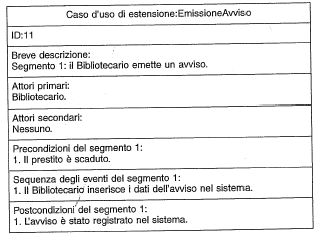 Caso d'uso di estensione:EmissioneAvviso
ID:11
Breve descrizione:
Segmento 1: il Bibliotecario emette un avviso.
Attori primari:
Bibliotecario.
Attori secondari:
Nessuno.
Precondizioni del segmento 1:
1. Il prestito è scaduto.
Sequenza degli eventi del segmento 1:
1. Il Bibliotecario inserisce i dati dell'avviso nel sistema.
Postcondizioni del segmento 1:
1. L'avviso è stato registrato nel sistema.